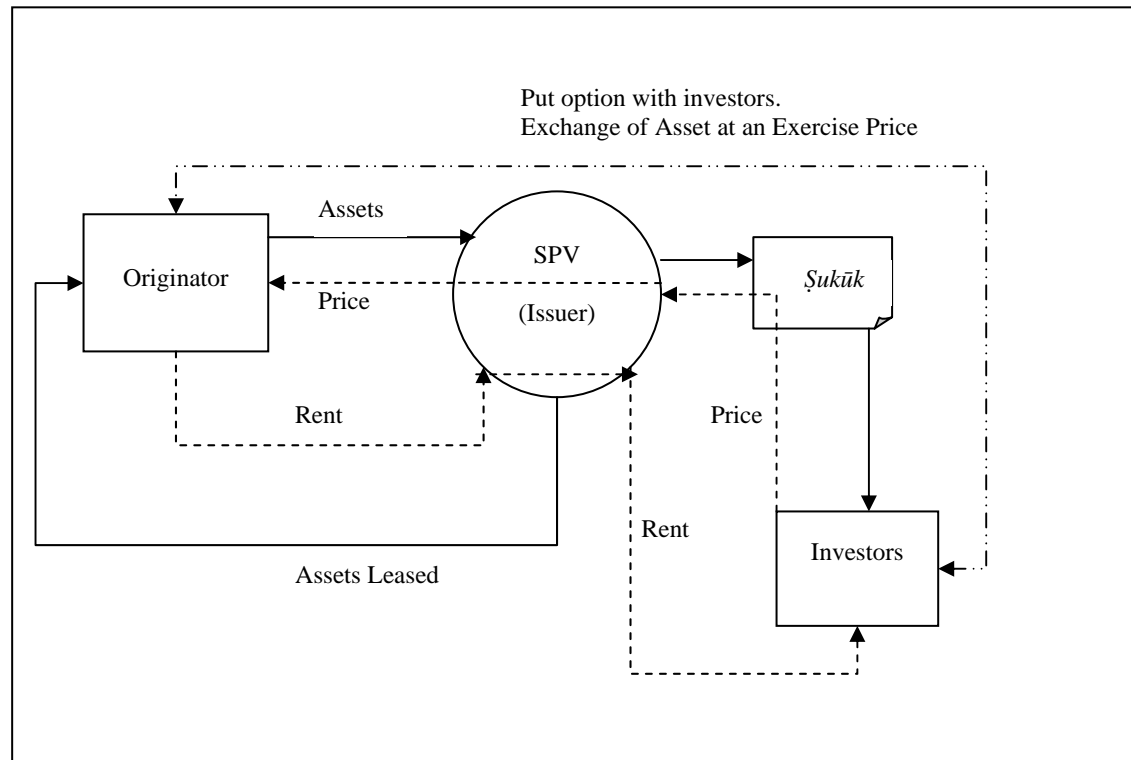 Put option with investors.
Exchange of Asset at an Exercise Price
Assets
SPV
Ṣukūk
Originator
Price
(Issuer)
Rent
Price
Rent
Investors
Assets Leased